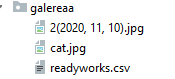 galereaa
2(2020, 11, 10).jpg
cat.jpg
readyworks.csv